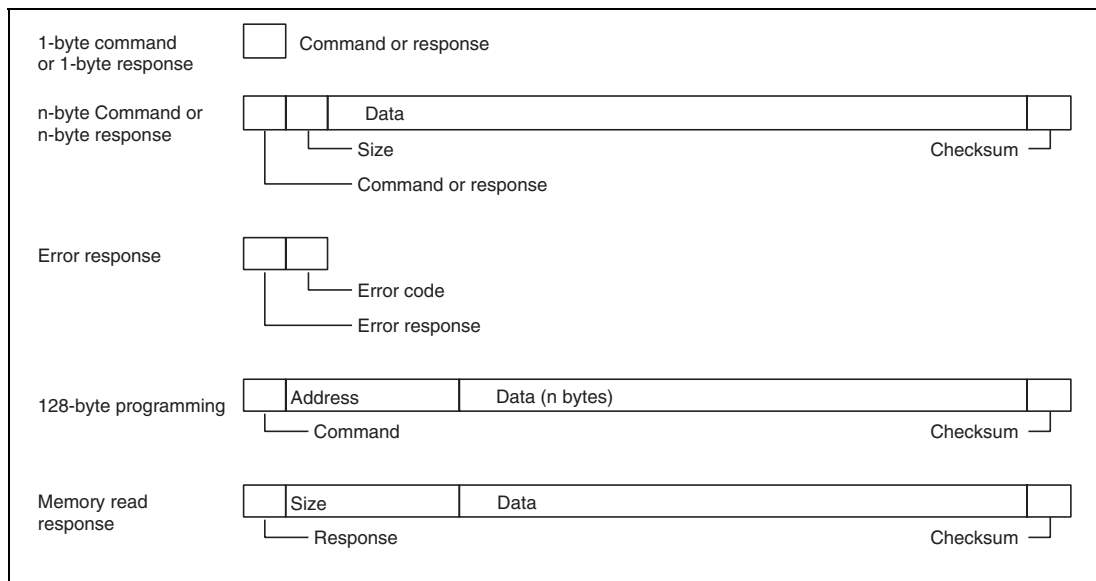 1-byte command
or 1-byte response
Command or response
n-byte Command or
n-byte response
Data
Size
Checksum
Command or response
Error response
Error code
Error response
128-byte programming
Address
Data (n bytes)
Command
Checksum
Memory read
response
Size
Data
Response
Checksum